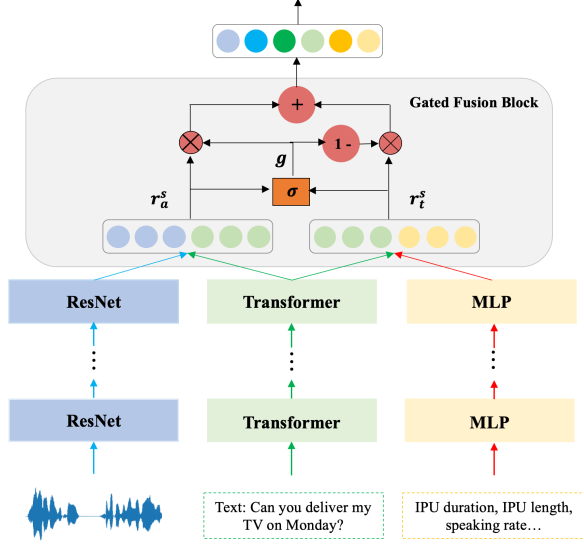 +
Gated Fusion Block
× 1 - ×
g
r_a^s σ r_t^s
ResNet Transformer MLP
ResNet Transformer MLP
Text: Can you deliver my
TV on Monday?
IPU duration, IPU length,
speaking rate…